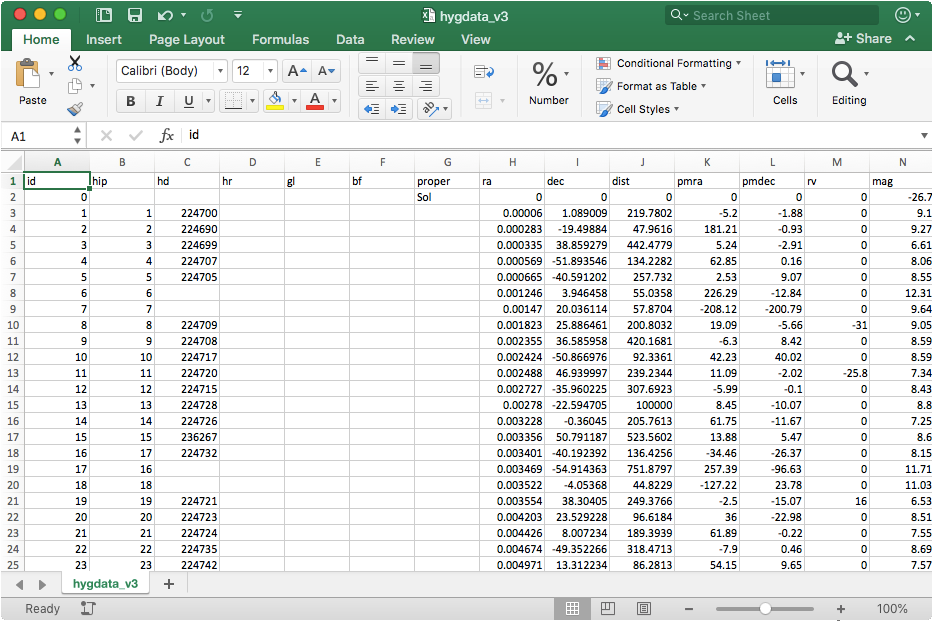 hygdata_v3
Search Sheet
Home Insert Page Layout Formulas Data Review View Share
Calibri (Body) 12 A A Conditional Formatting
Format as Table
B I U A Cell Styles
Paste Number Cells Editing
A1 fx id
A B C D E F G H I J K L M N
1 id hip hd hr gl bf proper ra dec dist pmra pmdec rv mag
2 0 Sol 0 0 0 0 0 0 -26.7
3 1 1 224700 0.00006 1.089009 219.7802 -5.2 -1.88 0 9.1
4 2 2 224690 0.000283 -19.49884 47.9616 181.21 -0.93 0 9.27
5 3 3 224699 0.000335 38.859279 442.4779 5.24 -2.91 0 6.61
6 4 4 224707 0.000569 -51.893546 134.2282 62.85 0.16 0 8.06
7 5 5 224705 0.000665 -40.591202 257.732 2.53 9.07 0 8.55
8 6 6 0.001246 3.946458 55.0358 226.29 -12.84 0 12.31
9 7 7 0.00147 20.036114 57.8704 -208.12 -200.79 0 9.64
10 8 8 224709 0.001823 25.886461 200.8032 19.09 -5.66 -31 9.05
11 9 9 224708 0.002355 36.585958 420.1681 -6.3 8.42 0 8.59
12 10 10 224717 0.002424 -50.866976 92.3361 42.23 40.02 0 8.59
13 11 11 224720 0.002488 46.939997 239.2344 11.09 -2.02 -25.8 7.34
14 12 12 224715 0.002727 -35.960225 307.6923 -5.99 -0.1 0 8.43
15 13 13 224728 0.00278 -22.594705 100000 8.45 -10.07 0 8.8
16 14 14 224726 0.003228 -0.36045 205.7613 61.75 -11.67 0 7.25
17 15 15 236267 0.003356 50.791187 523.5602 13.88 5.47 0 8.6
18 16 17 224732 0.003401 -40.192392 136.4256 -34.46 -26.37 0 8.15
19 17 16 0.003469 -54.914363 751.8797 257.39 -96.63 0 11.71
20 18 18 0.003522 -4.05368 44.8229 -127.22 23.78 0 11.03
21 19 19 224721 0.003554 38.30405 249.3766 -2.5 -15.07 16 6.53
22 20 20 224723 0.004203 23.529228 96.6184 36 -22.98 0 8.51
23 21 21 224724 0.004426 8.007234 189.3939 61.89 -0.22 0 7.55
24 22 22 224735 0.004674 -49.352266 318.4713 -7.9 0.46 0 8.69
25 23 23 224742 0.004971 13.312234 86.2813 54.15 9.65 0 7.57
hygdata_v3 +
Ready 100%